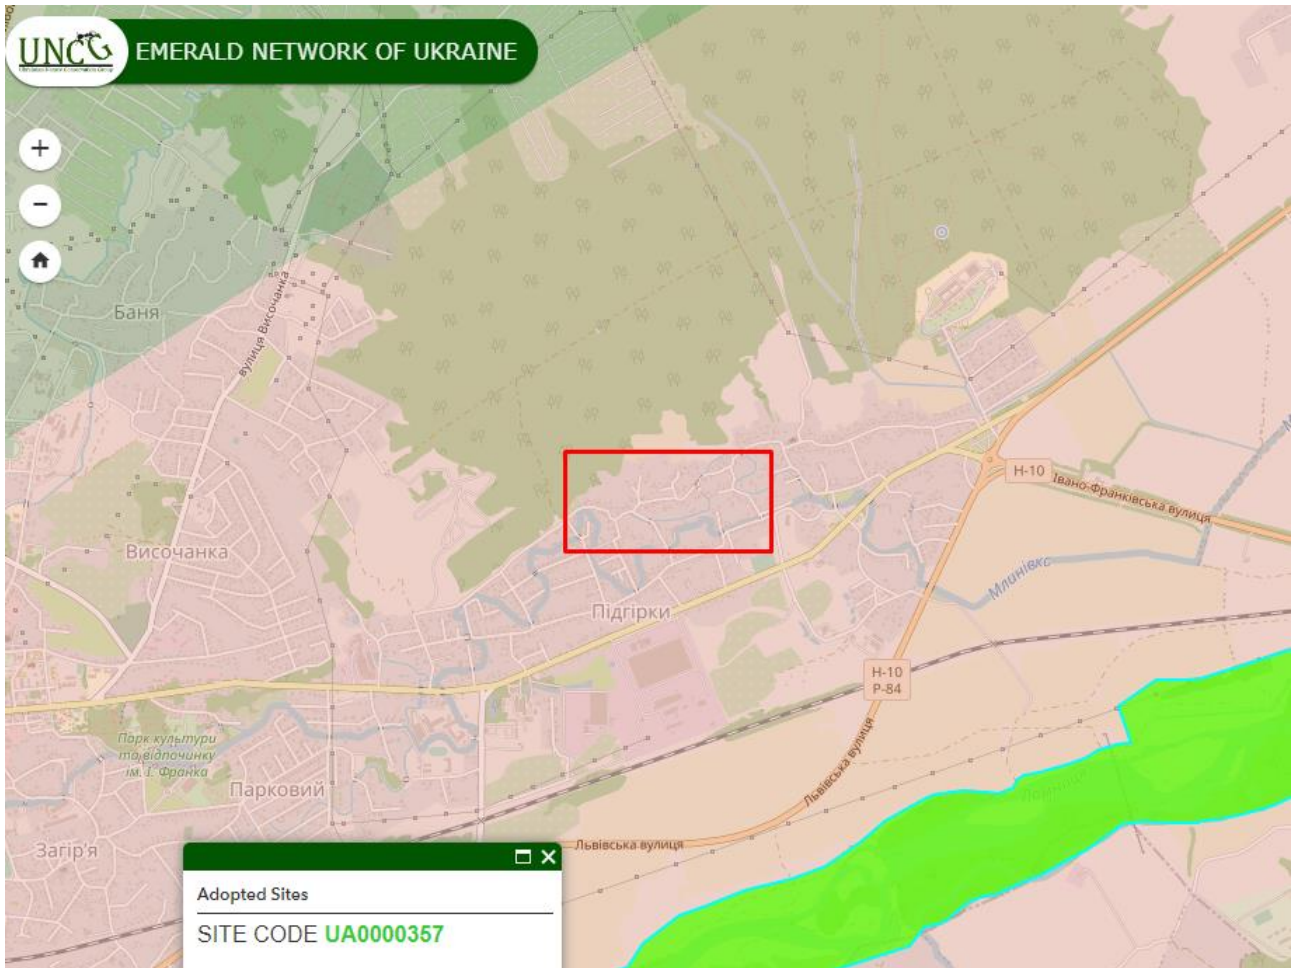 UNCG
EMERALD NETWORK OF UKRAINE
+
−
Баня
вулиця Височанка
Височанка
Н-10
Івано-Франківська вулиця
Млинівкс
Підгірки
Н-10
Р-84
Парк культури
та відпочинку
ім. І. Франка
Парковий
Львівська вулиця
Загір'я
Львівська вулиця
Adopted Sites
SITE CODE UA0000357